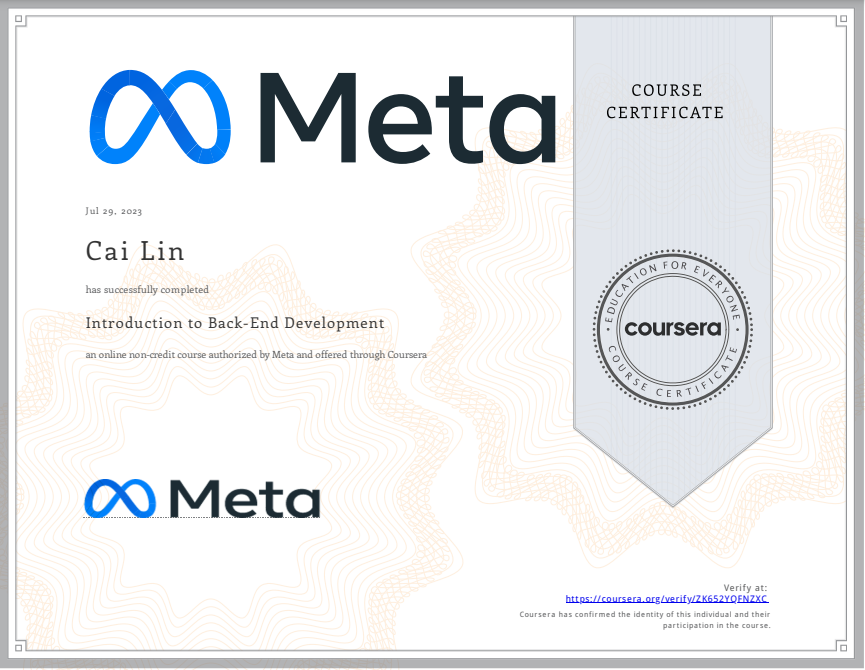 Meta
COURSE
CERTIFICATE
Jul 29, 2023
Cai Lin
has successfully completed
Introduction to Back-End Development
an online non-credit course authorized by Meta and offered through Coursera
EDUCATION FOR EVERYONE
coursera
COURSE CERTIFICATE
Meta
Verify at:
https://coursera.org/verify/ZK652YQFNZXC
Coursera has confirmed the identity of this individual and their
participation in the course.